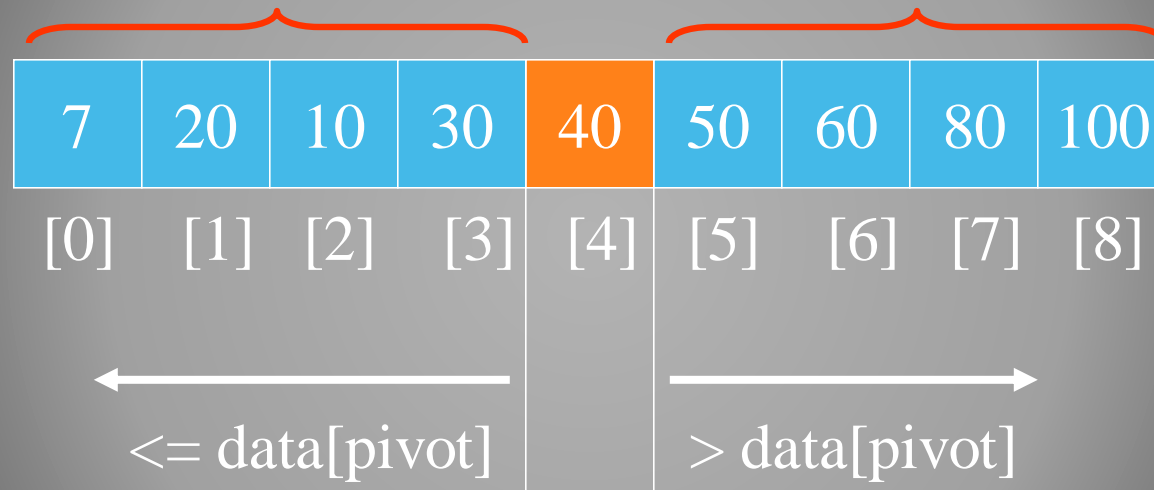 7 20 10 30 40 50 60 80 100
[0] [1] [2] [3] [4] [5] [6] [7] [8]
<= data[pivot] > data[pivot]